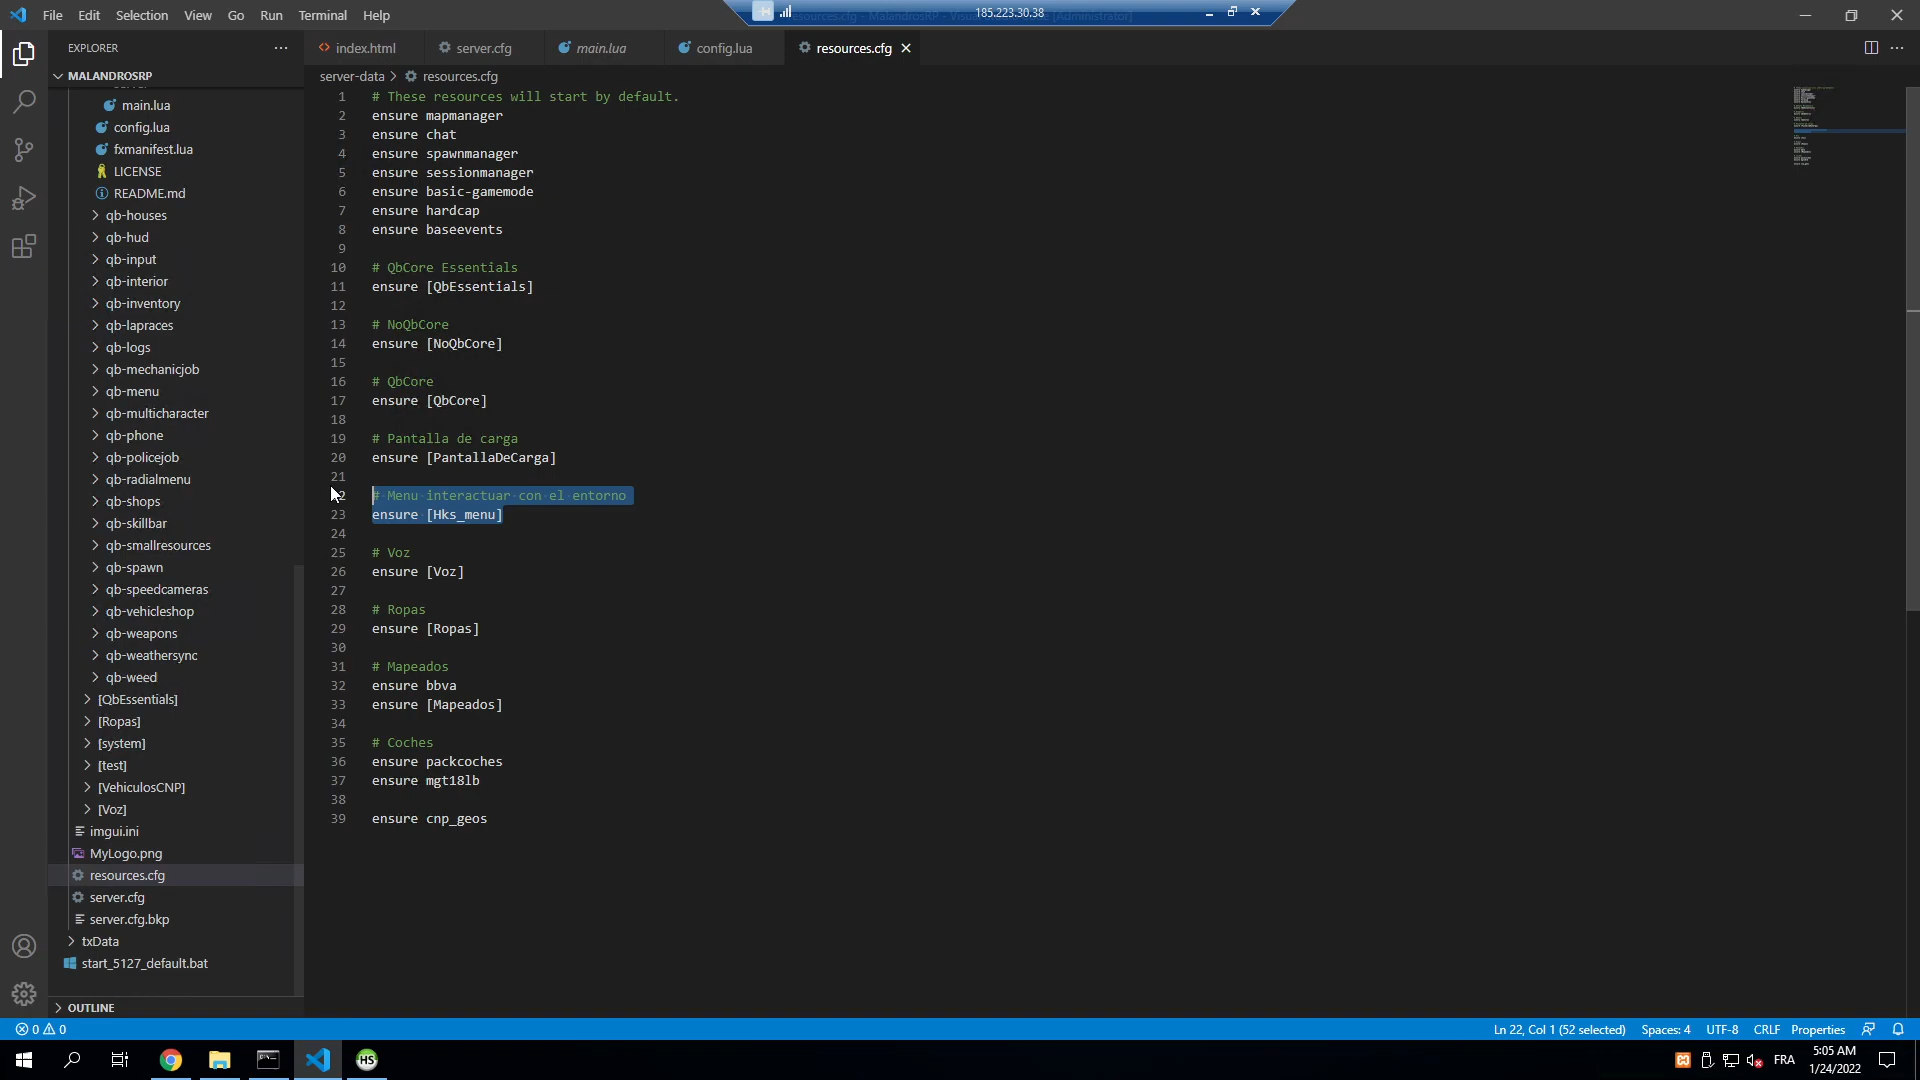 File Edit Selection View Go Run Terminal Help
185.223.30.38
EXPLORER
index.html
server.cfg
main.lua
config.lua
resources.cfg
MALANDROSRP
server-data > resources.cfg
main.lua
config.lua
fxmanifest.lua
LICENSE
README.md
qb-houses
qb-hud
qb-input
qb-interior
qb-inventory
qb-lapraces
qb-logs
qb-mechanicjob
qb-menu
qb-multicharacter
qb-phone
qb-policejob
qb-radialmenu
qb-shops
qb-skillbar
qb-smallresources
qb-spawn
qb-speedcameras
qb-vehicleshop
qb-weapons
qb-weathersync
qb-weed
[QbEssentials]
[Ropas]
[system]
[test]
[VehiculosCNP]
[Voz]
imgui.ini
MyLogo.png
resources.cfg
server.cfg
server.cfg.bkp
txData
start_5127_default.bat
OUTLINE
1 # These resources will start by default.
2 ensure mapmanager
3 ensure chat
4 ensure spawnmanager
5 ensure sessionmanager
6 ensure basic-gamemode
7 ensure hardcap
8 ensure baseevents
9
10 # QbCore Essentials
11 ensure [QbEssentials]
12
13 # NoQbCore
14 ensure [NoQbCore]
15
16 # QbCore
17 ensure [QbCore]
18
19 # Pantalla de carga
20 ensure [PantallaDeCarga]
21
# Menu interactuar con el entorno
23 ensure [Hks_menu]
24
25 # Voz
26 ensure [Voz]
27
28 # Ropas
29 ensure [Ropas]
30
31 # Mapeados
32 ensure bbva
33 ensure [Mapeados]
34
35 # Coches
36 ensure packcoches
37 ensure mgt18lb
38
39 ensure cnp_geos
0 0
Ln 22, Col 1 (52 selected) Spaces: 4 UTF-8 CRLF Properties
HS
FRA
5:05 AM
1/24/2022